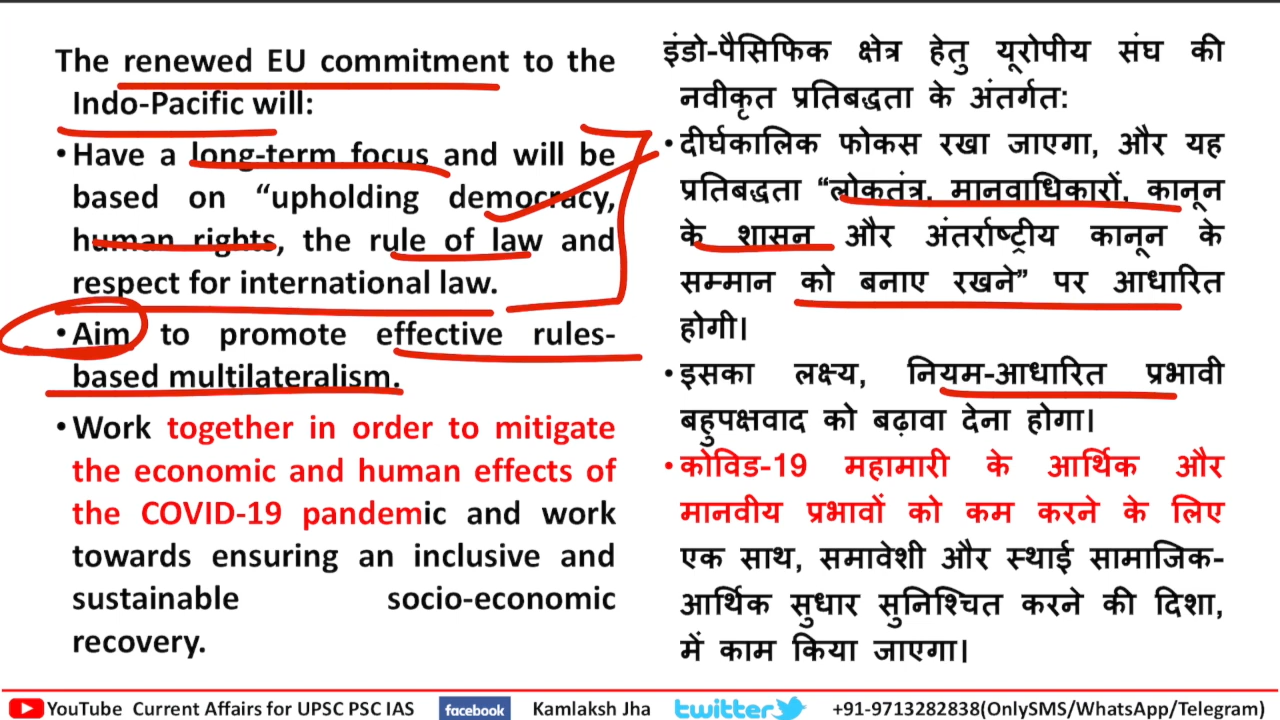 The renewed EU commitment to the
Indo-Pacific will:
•Have a long-term focus and will be
based on “upholding democracy,
human rights, the rule of law and
respect for international law.
•Aim to promote effective rules-
based multilateralism.
•Work together in order to mitigate
the economic and human effects of
the COVID-19 pandemic and work
towards ensuring an inclusive and
sustainable socio-economic
recovery.
इंडो-पैसिफिक क्षेत्र हेतु यूरोपीय संघ की
नवीकृत प्रतिबद्धता के अंतर्गत:
•दीर्घकालिक फोकस रखा जाएगा, और यह
प्रतिबद्धता “लोकतंत्र, मानवाधिकारों, कानून
के शासन और अंतर्राष्ट्रीय कानून के
सम्मान को बनाए रखने” पर आधारित
होगी।
•इसका लक्ष्य, नियम-आधारित प्रभावी
बहुपक्षवाद को बढ़ावा देना होगा।
•कोविड-19 महामारी के आर्थिक और
मानवीय प्रभावों को कम करने के लिए
एक साथ, समावेशी और स्थाई सामाजिक-
आर्थिक सुधार सुनिश्चित करने की दिशा,
में काम किया जाएगा।
YouTube Current Affairs for UPSC PSC IAS facebook Kamlaksh Jha twitter +91-9713282838(OnlySMS/WhatsApp/Telegram)